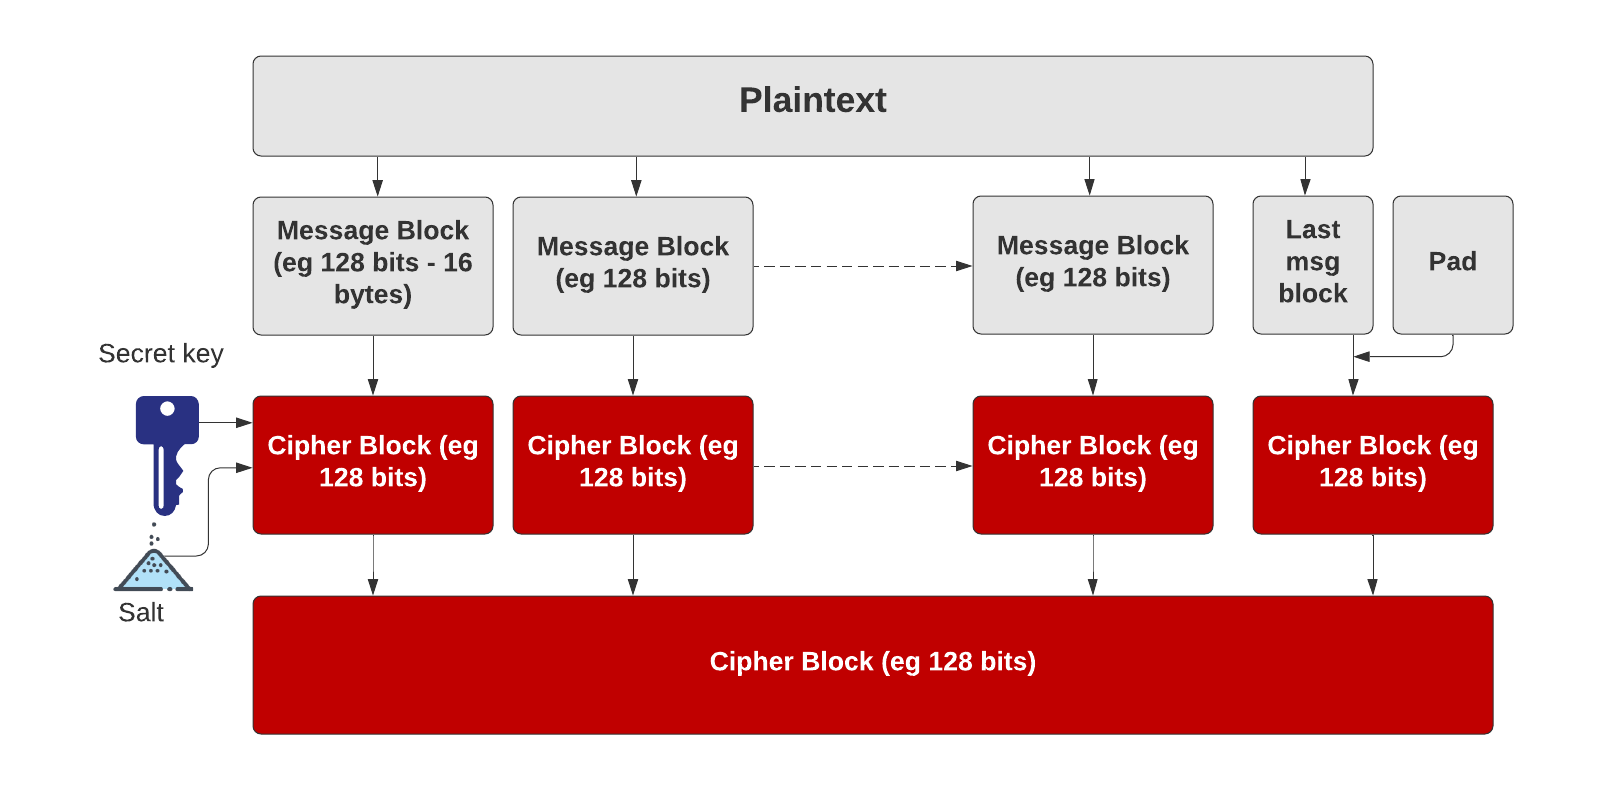 Plaintext
Message Block
(eg 128 bits - 16
bytes)
Message Block
(eg 128 bits)
Message Block
(eg 128 bits)
Last
msg
block
Pad
Secret key
Cipher Block (eg
128 bits)
Cipher Block (eg
128 bits)
Cipher Block (eg
128 bits)
Cipher Block (eg
128 bits)
Salt
Cipher Block (eg 128 bits)